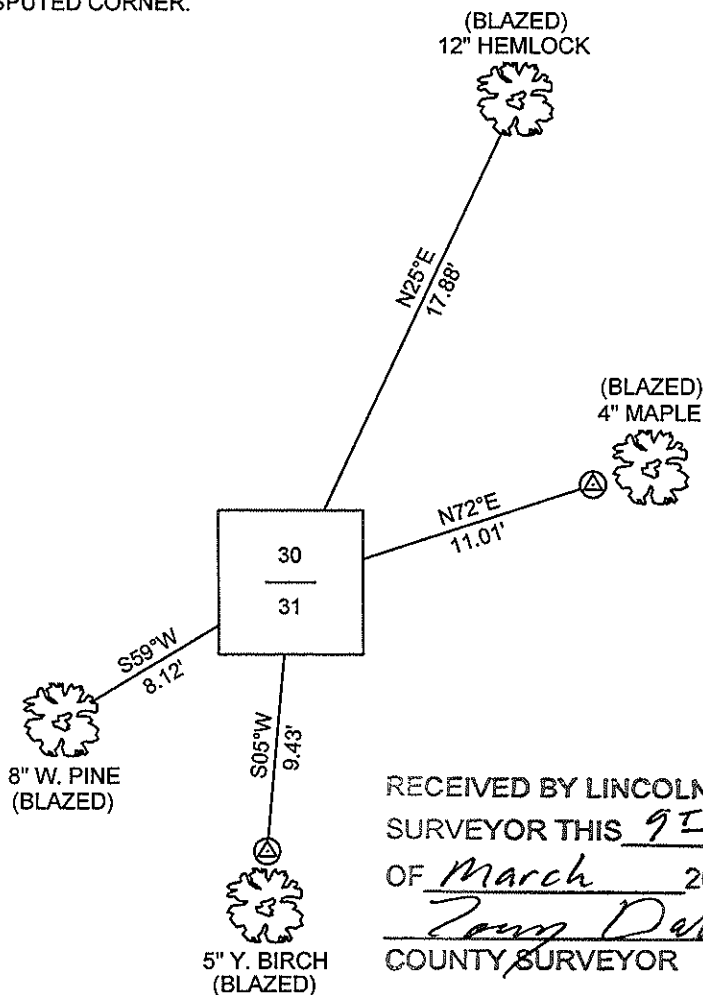 CORNER.
(BLAZED)
12" HEMLOCK
N25°E
17.88'
(BLAZED)
4" MAPLE
N72°E
11.01'
30
31
S59°W
8.12'
S05°W
9.43'
8" W. PINE
(BLAZED)
5" Y. BIRCH
(BLAZED)
RECEIVED BY LINCOLN
SURVEYOR THIS
OF March
COUNTY SURVEYOR